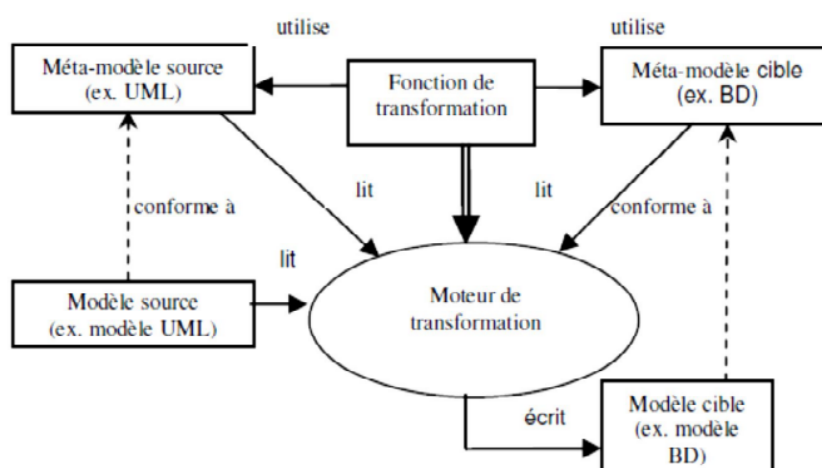 utilise
utilise
Méta-modèle source
(ex. UML)
Fonction de
transformation
Méta-modèle cible
(ex. BD)
lit
lit
conforme à
conforme à
lit
Modèle source
(ex. modèle UML)
Moteur de
transformation
écrit
Modèle cible
(ex. modèle
BD)